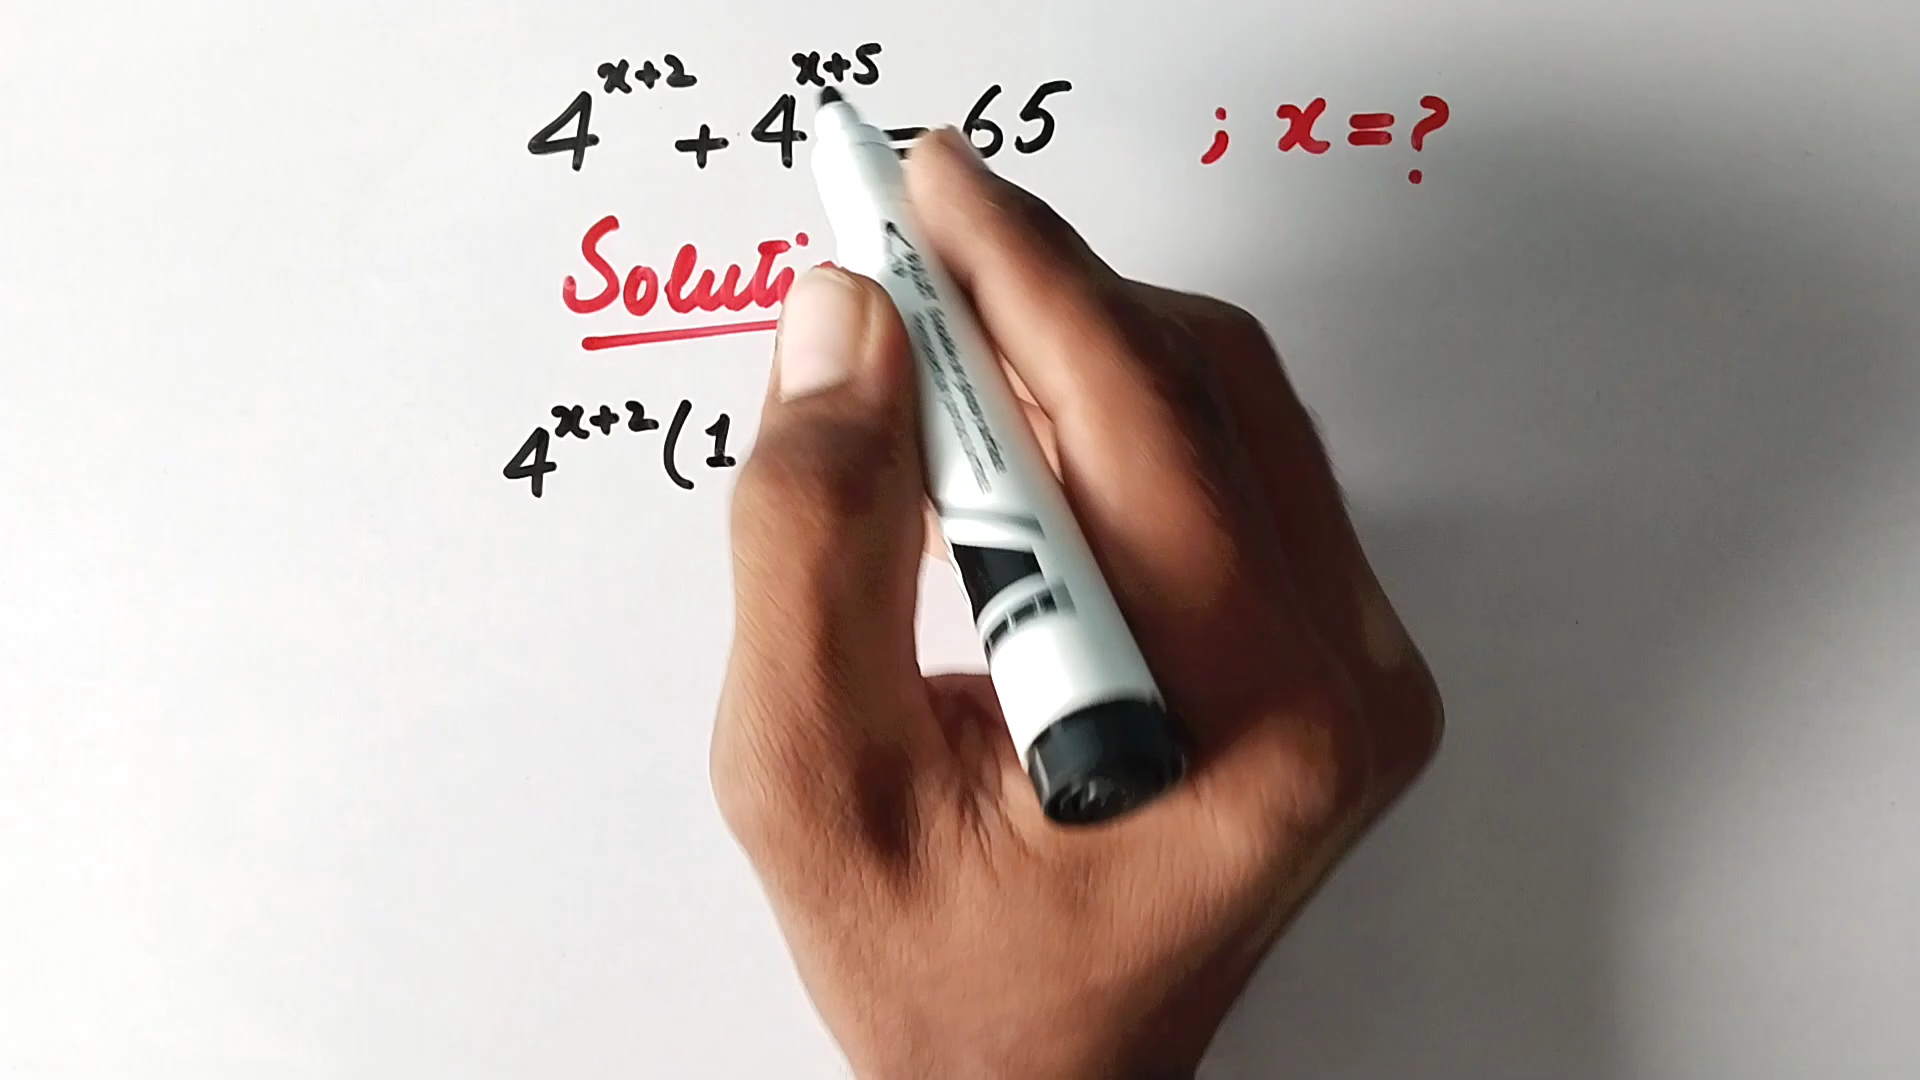 4^{x+2} + 4^{x+5} = 65 ; x = ?
Soluti
4^{x+2} (1